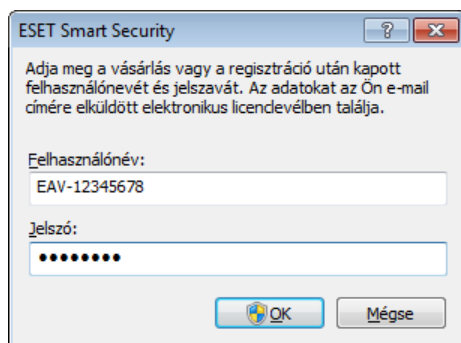 ESET Smart Security
Adja meg a vásárlás vagy a regisztráció után kapott
felhasználónevét és jelszavát. Az adatokat az Ön e-mail
címére elküldött elektronikus licenclevélben találja.
Felhasználónév:
EAV-12345678
Jelszó:
••••••••
OK
Mégse